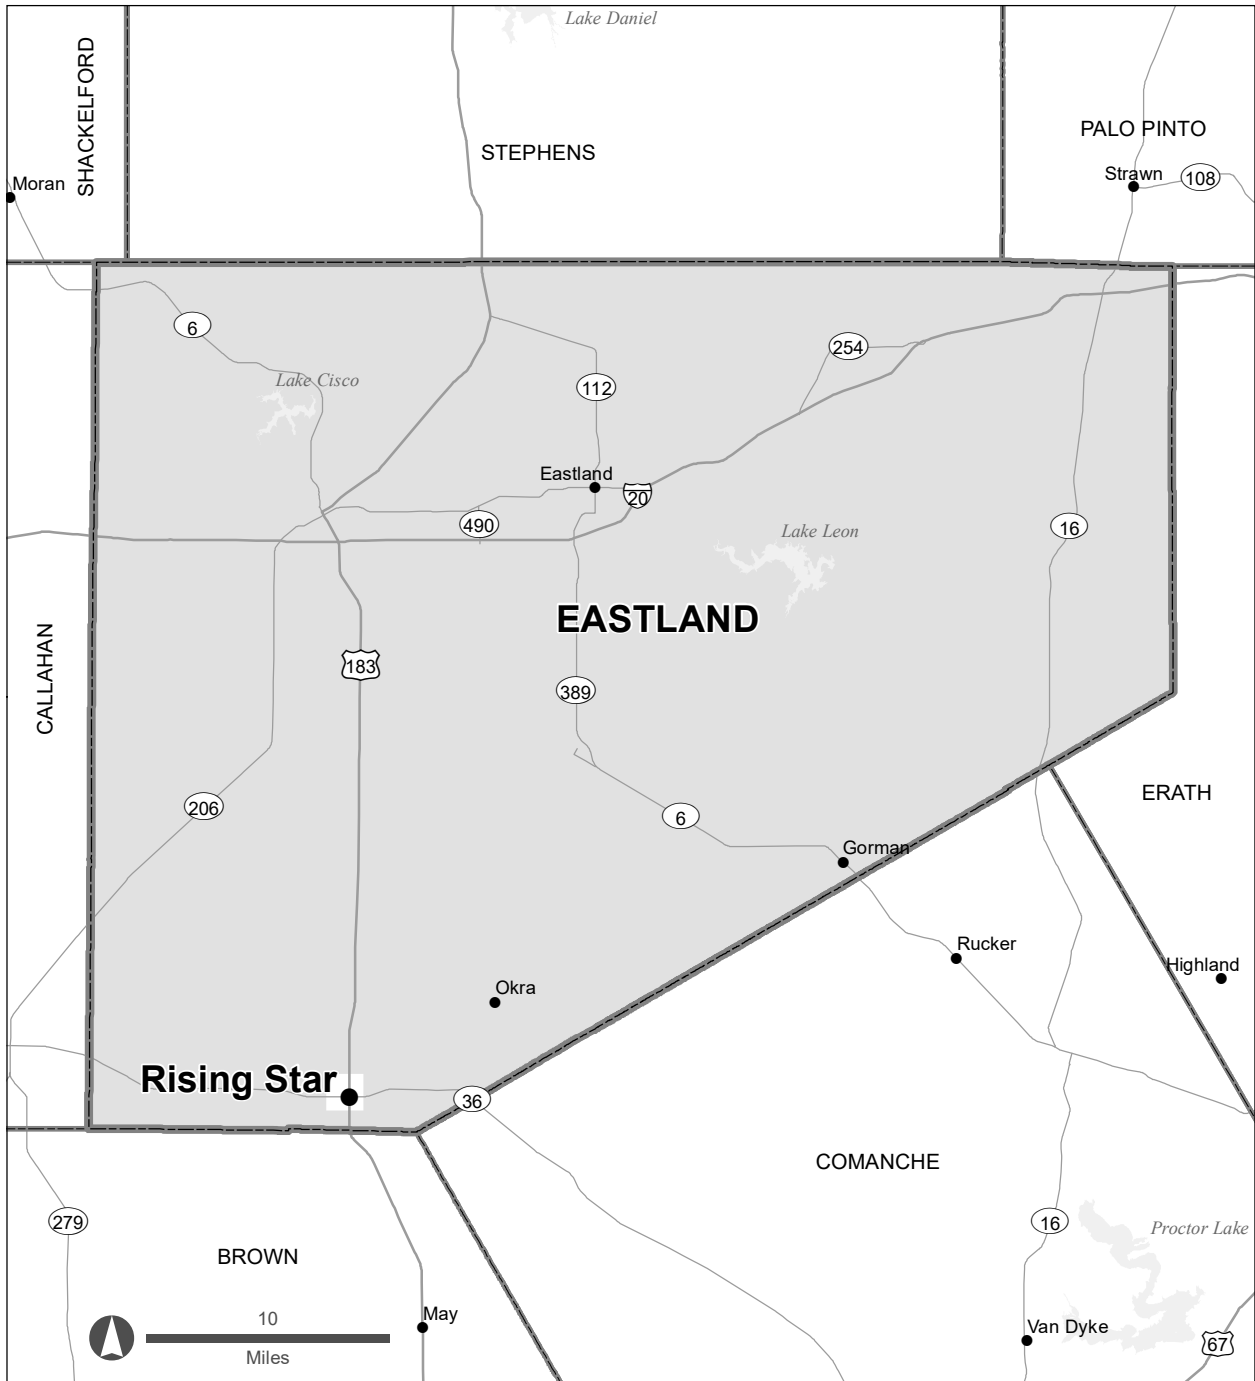 Lake Daniel
SHACKELFORD
STEPHENS
PALO PINTO
Moran
Strawn
108
6
Lake Cisco
254
112
Eastland
20
490
Lake Leon
16
EASTLAND
CALLAHAN
183
389
206
6
ERATH
Gorman
Rucker
Highland
Okra
Rising Star
36
COMANCHE
279
16
Proctor Lake
BROWN
10
Miles
May
Van Dyke
67